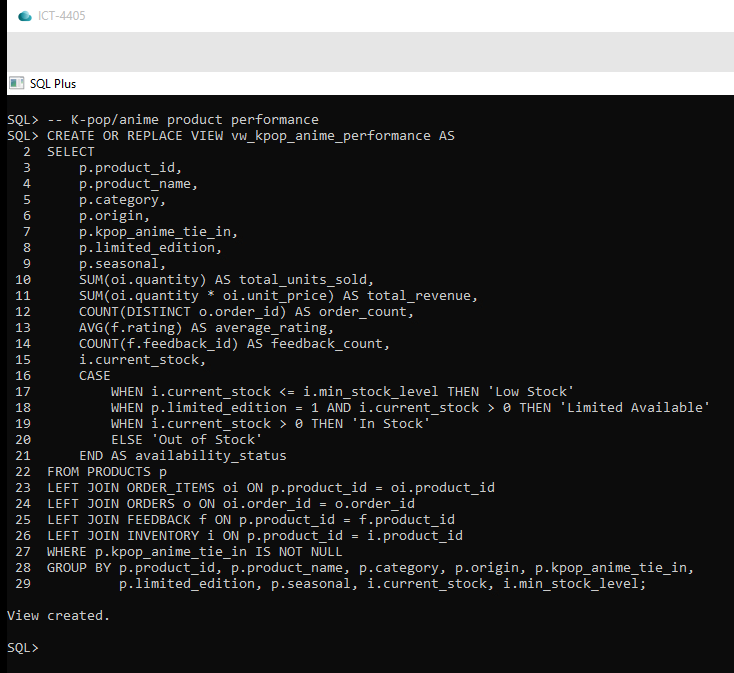 ICT-4405
SQL Plus
SQL> -- K-pop/anime product performance
SQL> CREATE OR REPLACE VIEW vw_kpop_anime_performance AS
  2  SELECT
  3      p.product_id,
  4      p.product_name,
  5      p.category,
  6      p.origin,
  7      p.kpop_anime_tie_in,
  8      p.limited_edition,
  9      p.seasonal,
 10      SUM(oi.quantity) AS total_units_sold,
 11      SUM(oi.quantity * oi.unit_price) AS total_revenue,
 12      COUNT(DISTINCT o.order_id) AS order_count,
 13      AVG(f.rating) AS average_rating,
 14      COUNT(f.feedback_id) AS feedback_count,
 15      i.current_stock,
 16      CASE
 17          WHEN i.current_stock <= i.min_stock_level THEN 'Low Stock'
 18          WHEN p.limited_edition = 1 AND i.current_stock > 0 THEN 'Limited Available'
 19          WHEN i.current_stock > 0 THEN 'In Stock'
 20          ELSE 'Out of Stock'
 21      END AS availability_status
 22  FROM PRODUCTS p
 23  LEFT JOIN ORDER_ITEMS oi ON p.product_id = oi.product_id
 24  LEFT JOIN ORDERS o ON oi.order_id = o.order_id
 25  LEFT JOIN FEEDBACK f ON p.product_id = f.product_id
 26  LEFT JOIN INVENTORY i ON p.product_id = i.product_id
 27  WHERE p.kpop_anime_tie_in IS NOT NULL
 28  GROUP BY p.product_id, p.product_name, p.category, p.origin, p.kpop_anime_tie_in,
 29           p.limited_edition, p.seasonal, i.current_stock, i.min_stock_level;
View created.
SQL>